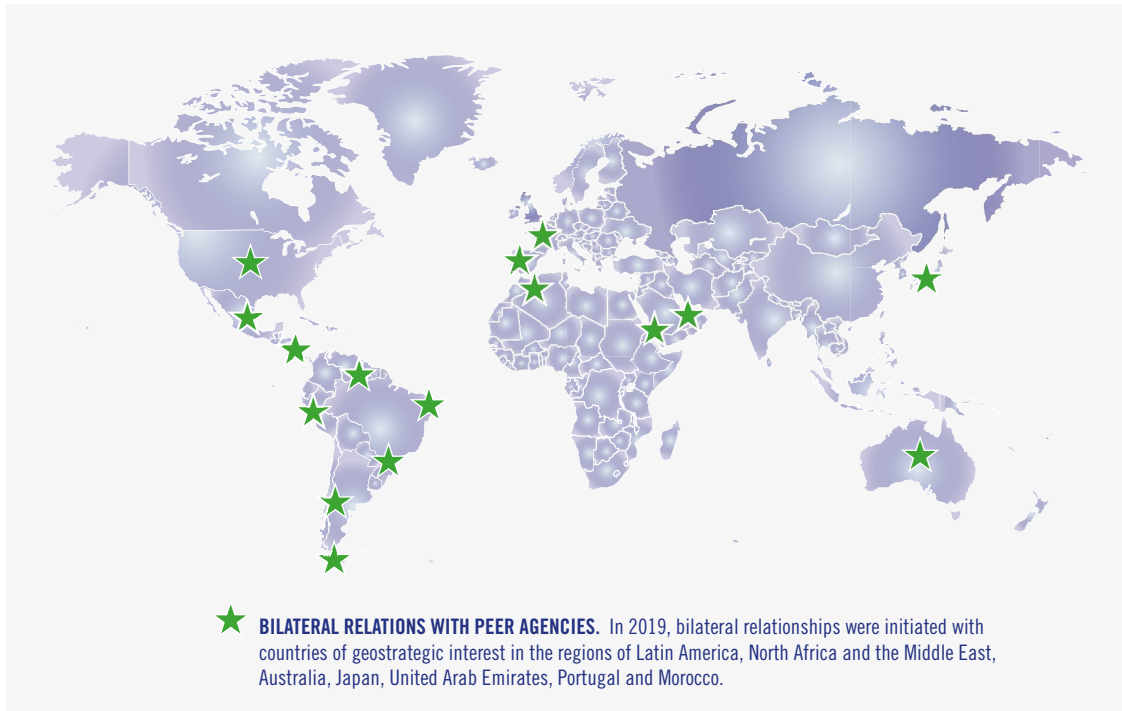 BILATERAL RELATIONS WITH PEER AGENCIES. In 2019, bilateral relationships were initiated with
countries of geostrategic interest in the regions of Latin America, North Africa and the Middle East,
Australia, Japan, United Arab Emirates, Portugal and Morocco.